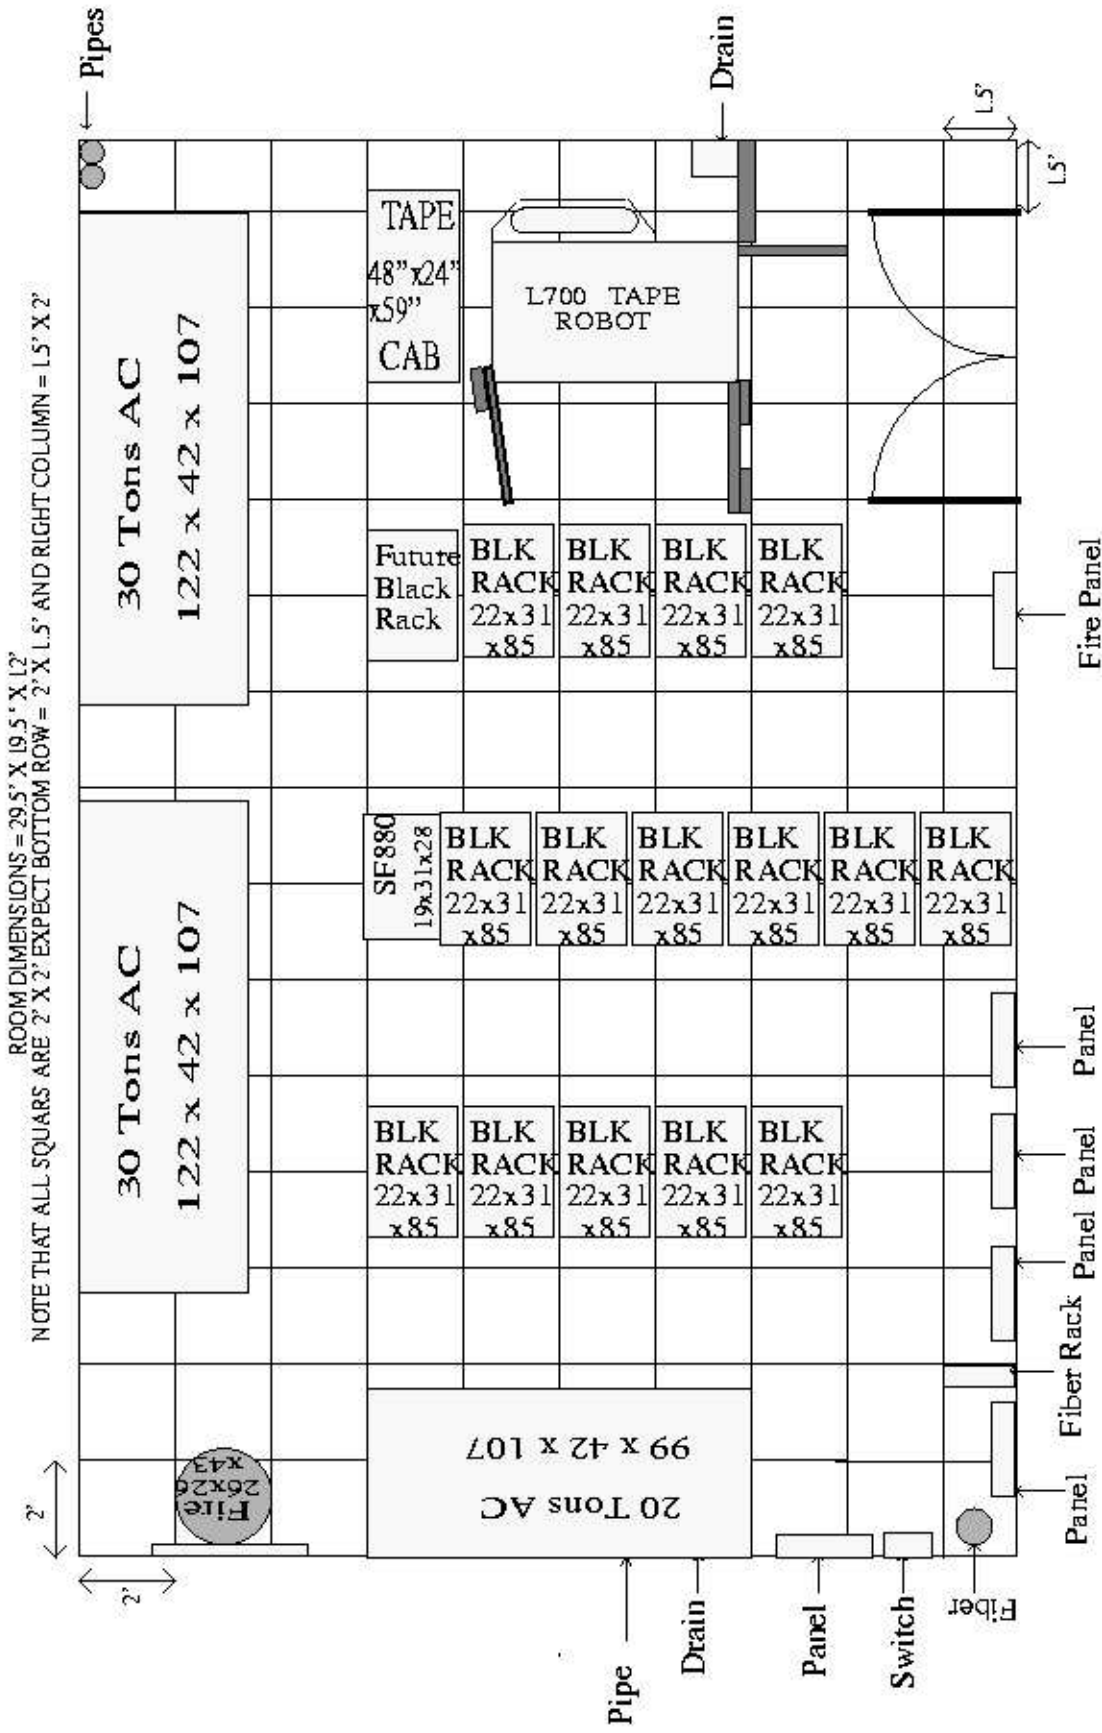 ROOM DIMENSIONS = 29.5' X 19.5' X 12'
NOTE THAT ALL SQUARS ARE 2' X 2' EXPECT BOTTOM ROW = 2' X 1.5' AND RIGHT COLUMN = 1.5' X 2'
2'
2'
Pipes
30 Tons AC
122 x 42 x 107
30 Tons AC
122 x 42 x 107
Fire
26x26
x43
20 Tons AC
99 x 42 x 107
TAPE
48"x24"
x59"
CAB
L700 TAPE
ROBOT
Drain
1.5'
1.5'
Future
Black
Rack
BLK
RACK
22x31
x85
BLK
RACK
22x31
x85
BLK
RACK
22x31
x85
BLK
RACK
22x31
x85
SF880
19x31x28
BLK
RACK
22x31
x85
BLK
RACK
22x31
x85
BLK
RACK
22x31
x85
BLK
RACK
22x31
x85
BLK
RACK
22x31
x85
BLK
RACK
22x31
x85
BLK
RACK
22x31
x85
BLK
RACK
22x31
x85
BLK
RACK
22x31
x85
BLK
RACK
22x31
x85
BLK
RACK
22x31
x85
Pipe
Drain
Panel
Switch
Fiber
Panel
Fiber Rack
Panel
Panel
Panel
Fire Panel